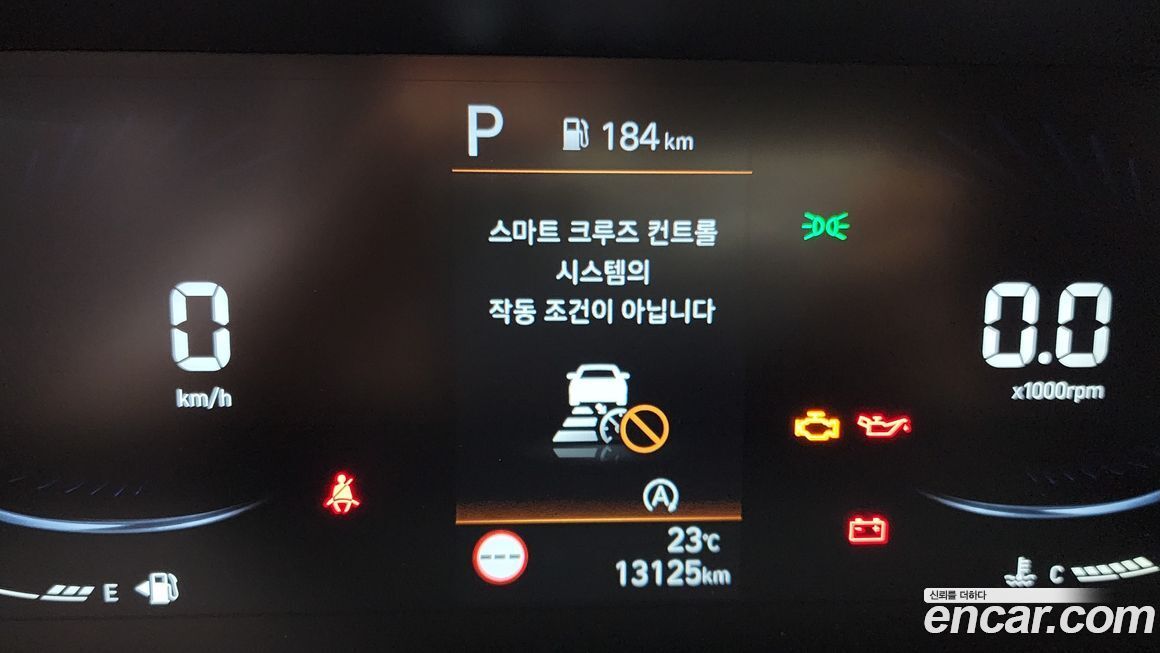 P
184 km
스마트 크루즈 컨트롤
시스템의
작동 조건이 아닙니다
0
km/h
0.0
x1000rpm
A
23℃
13125km
E
C
신뢰를 더하다
encar.com